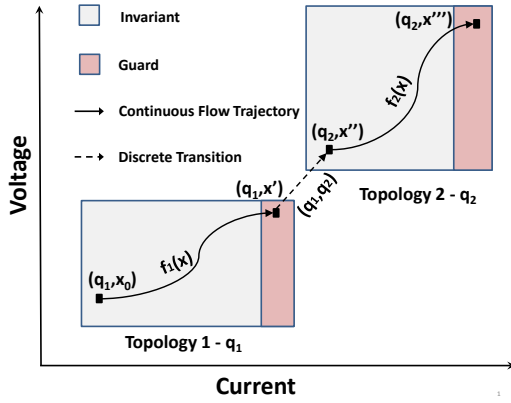 Invariant
Guard
Continuous Flow Trajectory
Discrete Transition
Voltage
(q₂,x''')
f₂(x)
(q₂,x'')
(q₁,x')
(q₁,q₂)
Topology 2 - q₂
(q₁,x₀)
f₁(x)
Topology 1 - q₁
Current
1